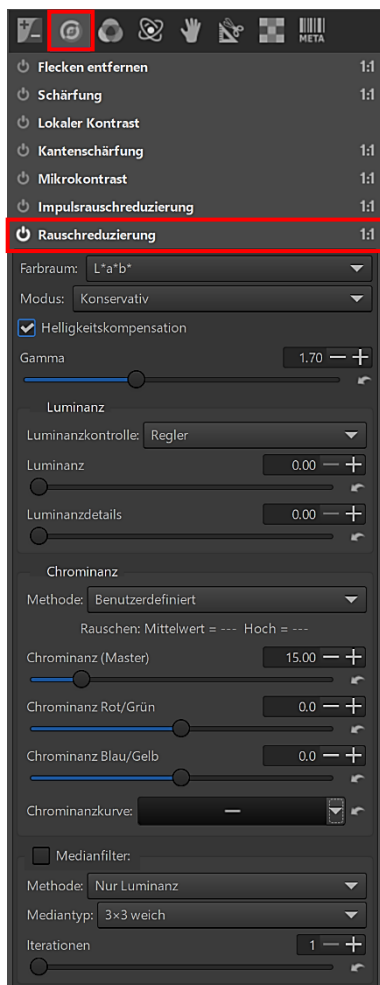 META
Flecken entfernen 1:1
Schärfung 1:1
Lokaler Kontrast
Kantenschärfung 1:1
Mikrokontrast 1:1
Impulsrauschreduzierung 1:1
Rauschreduzierung 1:1
Farbraum: L*a*b*
Modus: Konservativ
Helligkeitskompensation
Gamma 1.70
Luminanz
Luminanzkontrolle: Regler
Luminanz 0.00
Luminanzdetails 0.00
Chrominanz
Methode: Benutzerdefiniert
Rauschen: Mittelwert = --- Hoch = ---
Chrominanz (Master) 15.00
Chrominanz Rot/Grün 0.0
Chrominanz Blau/Gelb 0.0
Chrominanzkurve:
Medianfilter:
Methode: Nur Luminanz
Mediantyp: 3×3 weich
Iterationen 1